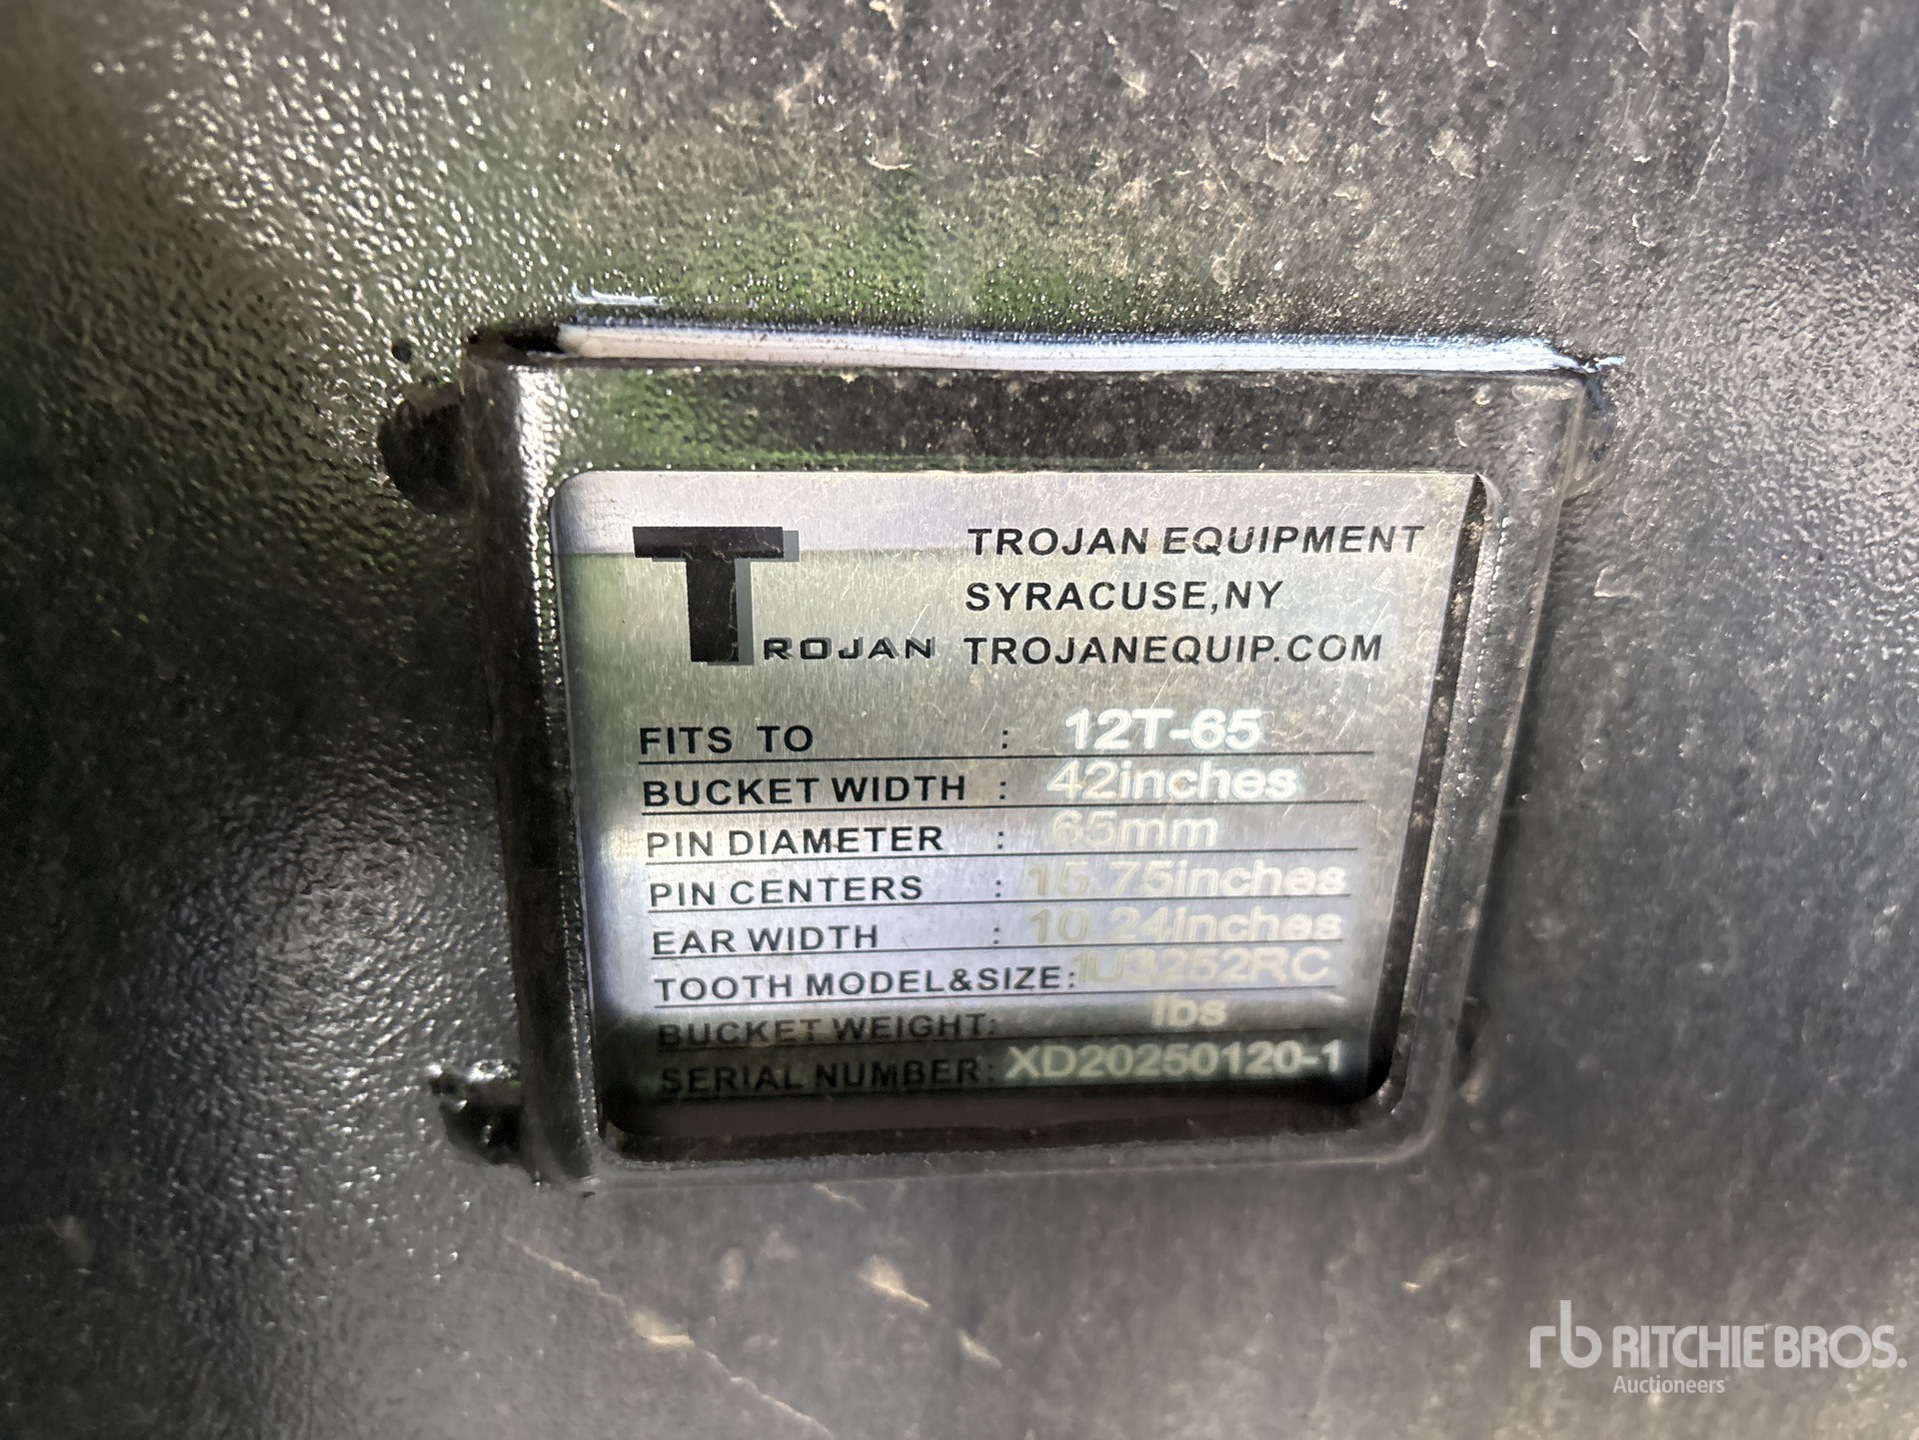 TROJAN
TROJAN EQUIPMENT
SYRACUSE,NY
TROJANEQUIP.COM
FITS TO : 12T-65
BUCKET WIDTH : 42inches
PIN DIAMETER : 65mm
PIN CENTERS : 15.75inches
EAR WIDTH : 10.24inches
TOOTH MODEL&SIZE: 1U3252RC
BUCKET WEIGHT: lbs
SERIAL NUMBER: XD20250120-1
rb RITCHIE BROS.
Auctioneers